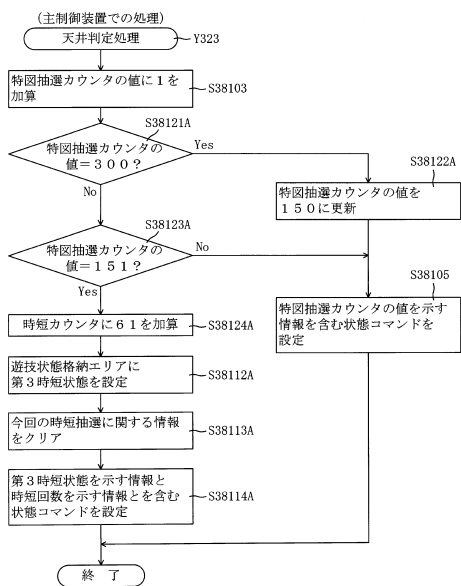 (主制御装置での処理)
天井判定処理
Y323
特図抽選カウンタの値に1を
加算
S38103
S38121A
特図抽選カウンタの
値=300?
Yes
No
S38122A
特図抽選カウンタの値を
150に更新
S38123A
特図抽選カウンタの
値=151?
No
Yes
S38105
特図抽選カウンタの値を示す
情報を含む状態コマンドを
設定
時短カウンタに61を加算
S38124A
遊技状態格納エリアに
第3時短状態を設定
S38112A
今回の時短抽選に関する情報
をクリア
S38113A
第3時短状態を示す情報と
時短回数を示す情報とを含む
状態コマンドを設定
S38114A
終 了